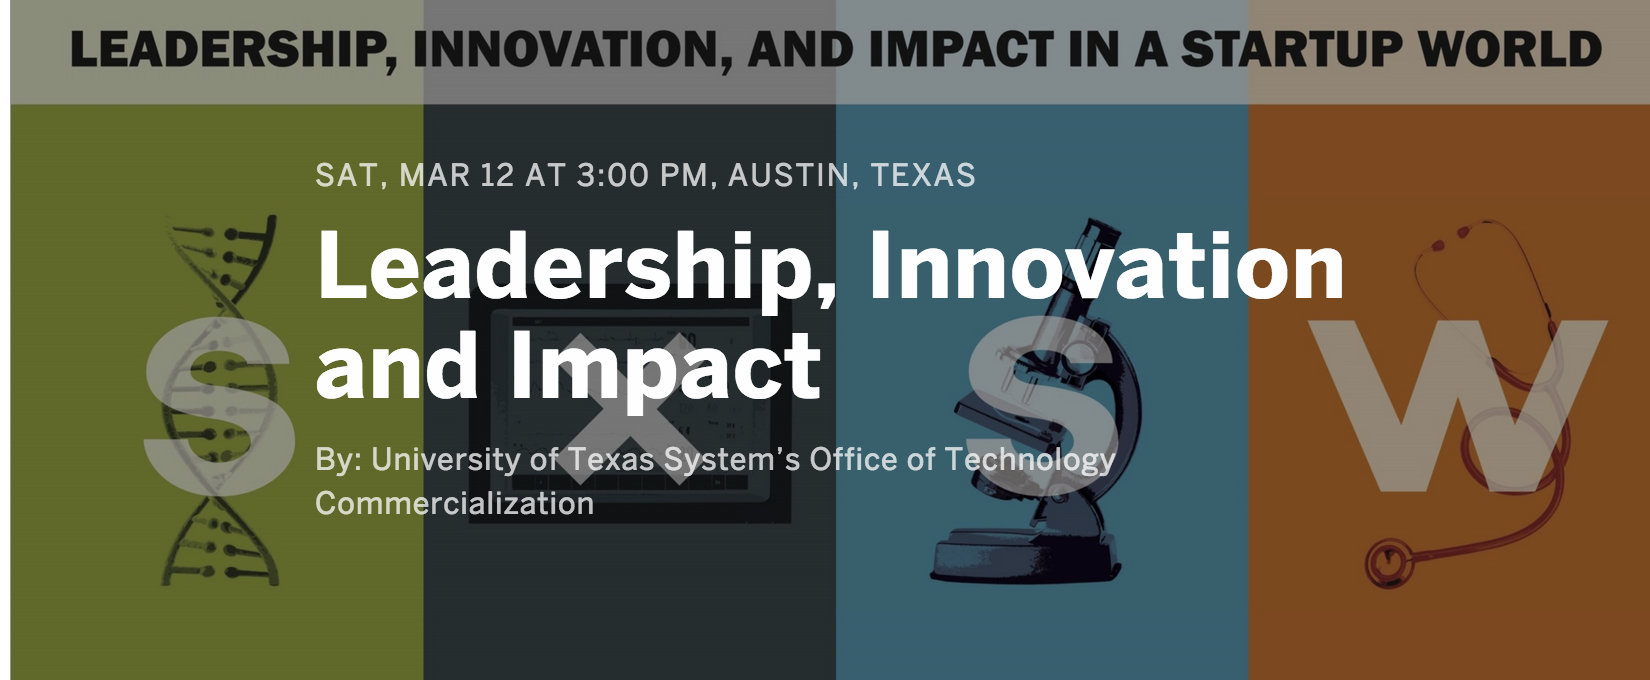 LEADERSHIP, INNOVATION, AND IMPACT IN A STARTUP WORLD
SAT, MAR 12 AT 3:00 PM, AUSTIN, TEXAS
Leadership, Innovation
and Impact
S X S W
By: University of Texas System’s Office of Technology
Commercialization